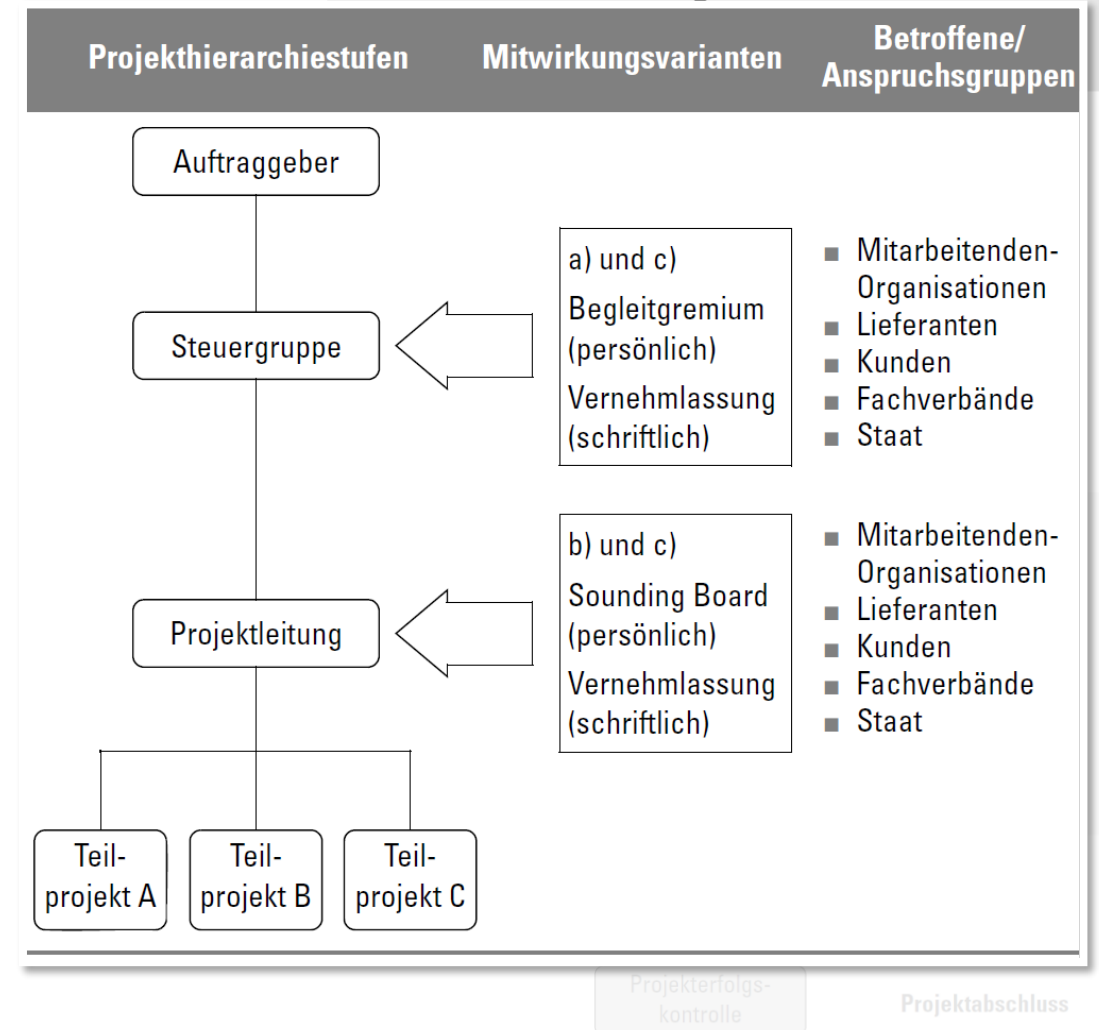 Projekthierarchiestufen
Mitwirkungsvarianten
Betroffene/
Anspruchsgruppen
Auftraggeber
Steuergruppe
a) und c)
Begleitgremium
(persönlich)
Vernehmlassung
(schriftlich)
■ Mitarbeitenden-
Organisationen
■ Lieferanten
■ Kunden
■ Fachverbände
■ Staat
Projektleitung
b) und c)
Sounding Board
(persönlich)
Vernehmlassung
(schriftlich)
■ Mitarbeitenden-
Organisationen
■ Lieferanten
■ Kunden
■ Fachverbände
■ Staat
Teil-
projekt A
Teil-
projekt B
Teil-
projekt C
Projekterfolgs-
kontrolle
Projektabschluss